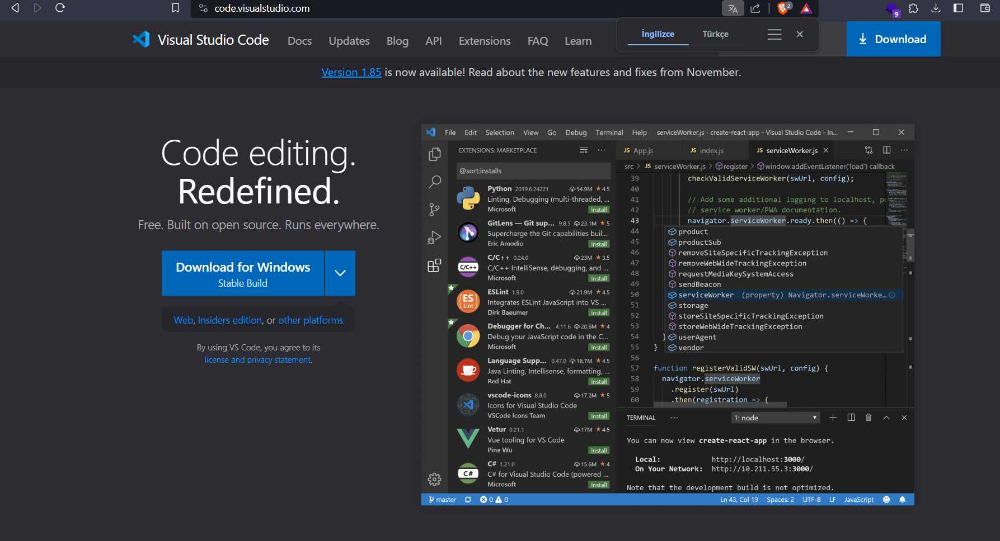 code.visualstudio.com
2
9
Visual Studio Code
Docs
Updates
Blog
API
Extensions
FAQ
Learn
İngilizce
Türkçe
Download
Version 1.85 is now available! Read about the new features and fixes from November.
Code editing.
Redefined.
Free. Built on open source. Runs everywhere.
Download for Windows
Stable Build
Web, Insiders edition, or other platforms
By using VS Code, you agree to its
license and privacy statement.
File Edit Selection View Go Debug Terminal Help serviceWorker.js - create-react-app - Visual Studio Code - In...
EXTENSIONS: MARKETPLACE
@sort:installs
Python 2019.6.24221 54.9M 4.5
Linting, Debugging (multi-threaded, ...
Microsoft Install
GitLens — Git sup... 9.8.5 23.1M 5
Supercharge the Git capabilities buil...
Eric Amodio Install
C/C++ 0.24.0 23M 3.5
C/C++
C/C++ IntelliSense, debugging, and ...
Microsoft Install
ESLint 1.9.0 21.9M 4.5
ES
Lint
Integrates ESLint JavaScript into VS ...
Dirk Baeumer Install
Debugger for Ch... 4.11.6 20.6M 4
Debug your JavaScript code in the C...
Microsoft Install
Language Supp... 0.47.0 18.7M 4.5
Java Linting, Intellisense, formatting, ...
Red Hat Install
vscode-icons 8.8.0 17.2M 5
Icons for Visual Studio Code
VSCode Icons Team Install
Vetur 0.21.1 17M 4.5
Vue tooling for VS Code
Pine Wu Install
C# 1.21.0 15.6M 4
C#
C# for Visual Studio Code (powered ...
Microsoft Install
JS App.js
JS index.js
JS serviceWorker.js
src > JS serviceWorker.js > register > window.addEventListener('load') callback
39 checkValidServiceWorker(swUrl, config);
40
41 // Add some additional logging to localhost, po
42 // service worker/PWA documentation.
43 navigator.serviceWorker.ready.then(() => {
44 product
45 productSub
46 removeSiteSpecificTrackingException
47 removeWebWideTrackingException
48 requestMediaKeySystemAccess
49 sendBeacon
50 serviceWorker (property) Navigator.serviceWorke...
51 storage
52 storeSiteSpecificTrackingException
53 storeWebWideTrackingException
54 } userAgent
55 } vendor
56
57 function registerValidSW(swUrl, config) {
58 navigator.serviceWorker
59 .register(swUrl)
60 .then(registration => {
TERMINAL ... 1: node
You can now view create-react-app in the browser.
Local: http://localhost:3000/
On Your Network: http://10.211.55.3:3000/
Note that the development build is not optimized.
master 0 0 Ln 43, Col 19 Spaces: 2 UTF-8 LF JavaScript